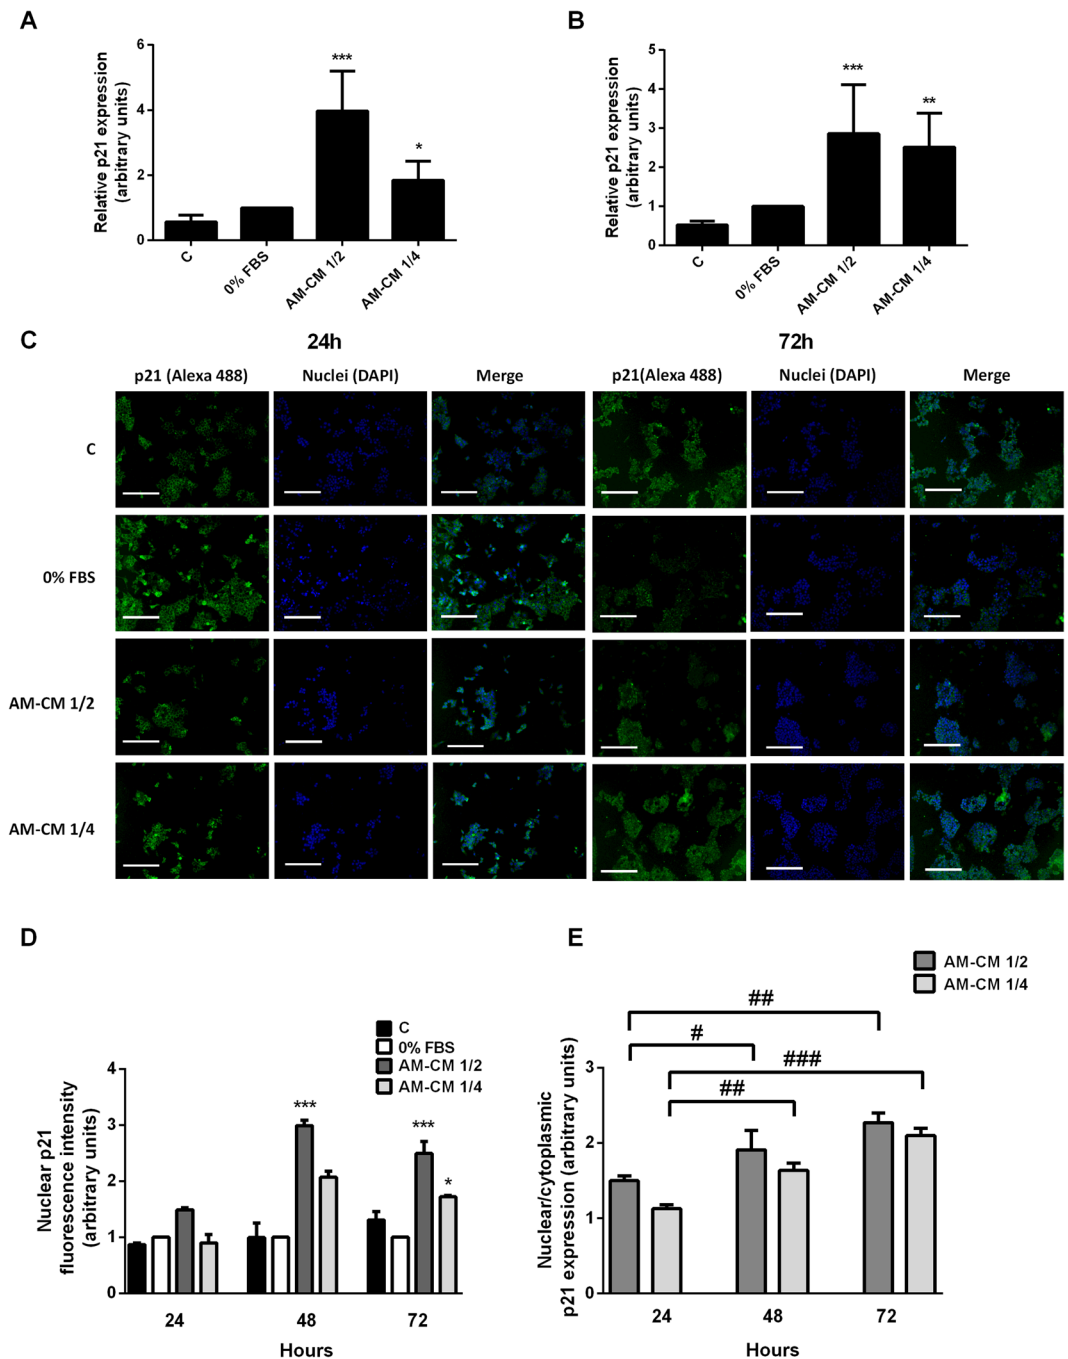 A
B
Relative p21 expression
(arbitrary units)
6
4
2
0
***
*
C
0% FBS
AM-CM 1/2
AM-CM 1/4
Relative p21 expression
(arbitrary units)
5
4
3
2
1
0
***
**
C
0% FBS
AM-CM 1/2
AM-CM 1/4
C
24h
72h
p21 (Alexa 488)
Nuclei (DAPI)
Merge
p21(Alexa 488)
Nuclei (DAPI)
Merge
C
0% FBS
AM-CM 1/2
AM-CM 1/4
D
C
0% FBS
AM-CM 1/2
AM-CM 1/4
Nuclear p21
fluorescence intensity
(arbitrary units)
4
3
2
1
0
***
***
*
24
48
72
Hours
E
AM-CM 1/2
AM-CM 1/4
Nuclear/cytoplasmic
p21 expression (arbitrary units)
3
2
1
0
##
#
###
##
24
48
72
Hours